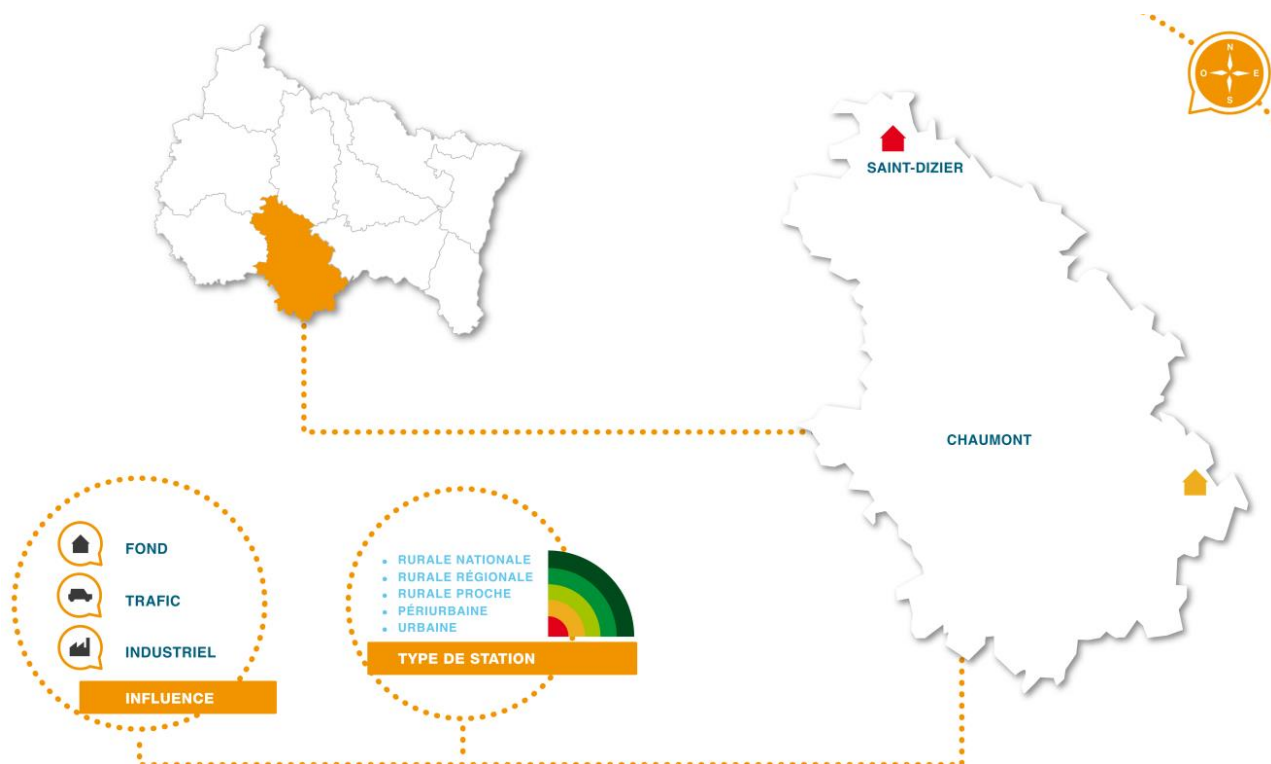 N
O E
S
SAINT-DIZIER
CHAUMONT
FOND
TRAFIC
INDUSTRIEL
INFLUENCE
• RURALE NATIONALE
• RURALE RÉGIONALE
• RURALE PROCHE
• PÉRIURBAINE
• URBAINE
TYPE DE STATION